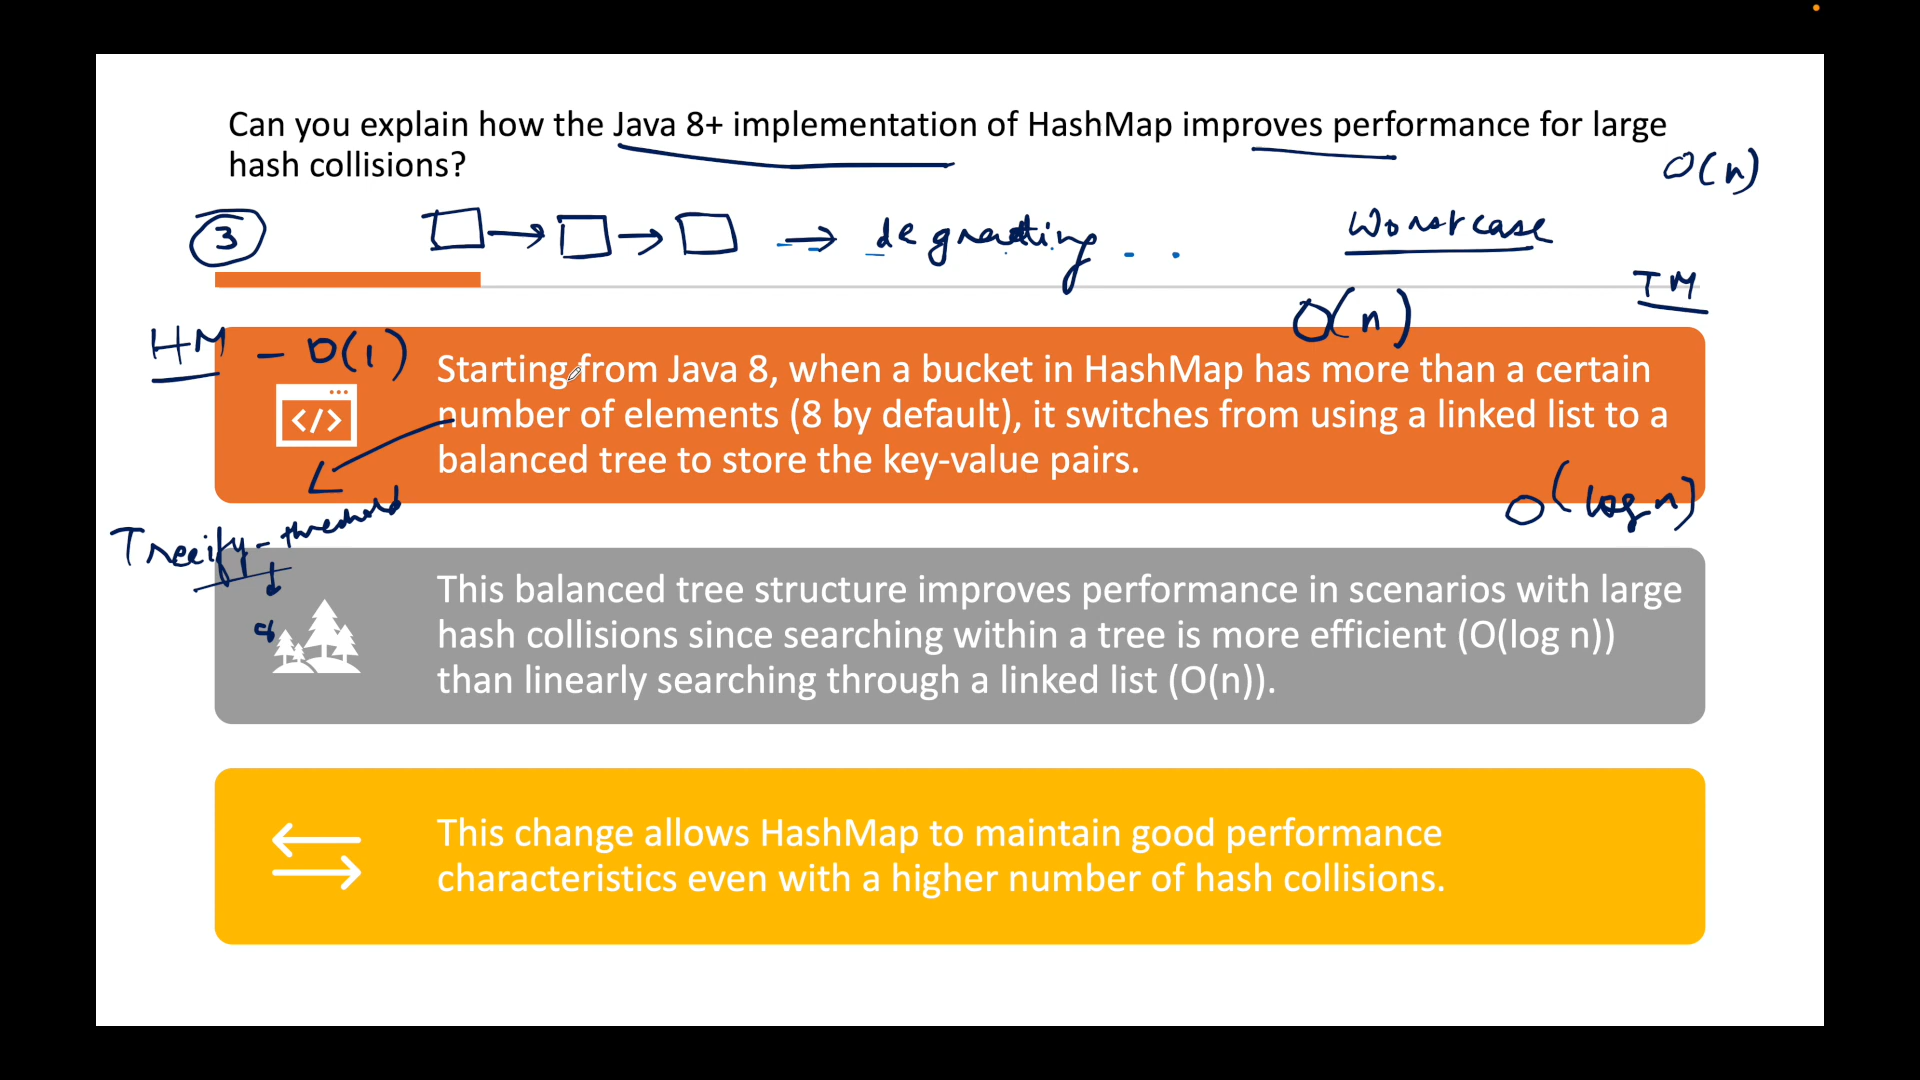 Can you explain how the Java 8+ implementation of HashMap improves performance for large
hash collisions?
O(n)
3
degrading . .
Worst case
TM
O(n)
HM - O(1)
Starting from Java 8, when a bucket in HashMap has more than a certain
number of elements (8 by default), it switches from using a linked list to a
balanced tree to store the key-value pairs.
</>
O(log n)
Treeify-threshold
8
This balanced tree structure improves performance in scenarios with large
hash collisions since searching within a tree is more efficient (O(log n))
than linearly searching through a linked list (O(n)).
This change allows HashMap to maintain good performance
characteristics even with a higher number of hash collisions.